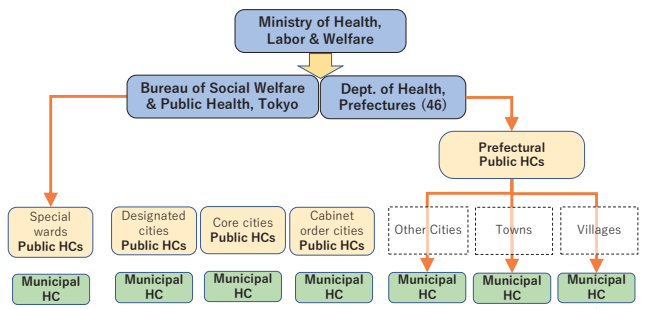 Ministry of Health,
Labor & Welfare
Bureau of Social Welfare
& Public Health, Tokyo
Dept. of Health,
Prefectures (46)
Prefectural
Public HCs
Special
wards
Public HCs
Designated
cities
Public HCs
Core cities
Public HCs
Cabinet
order cities
Public HCs
Other Cities
Towns
Villages
Municipal
HC
Municipal
HC
Municipal
HC
Municipal
HC
Municipal
HC
Municipal
HC
Municipal
HC